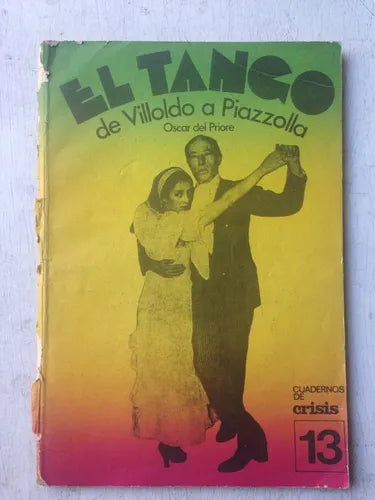 EL TANGO
de Villoldo a Piazzolla
Oscar del Priore
CUADERNOS
DE
crisis
13